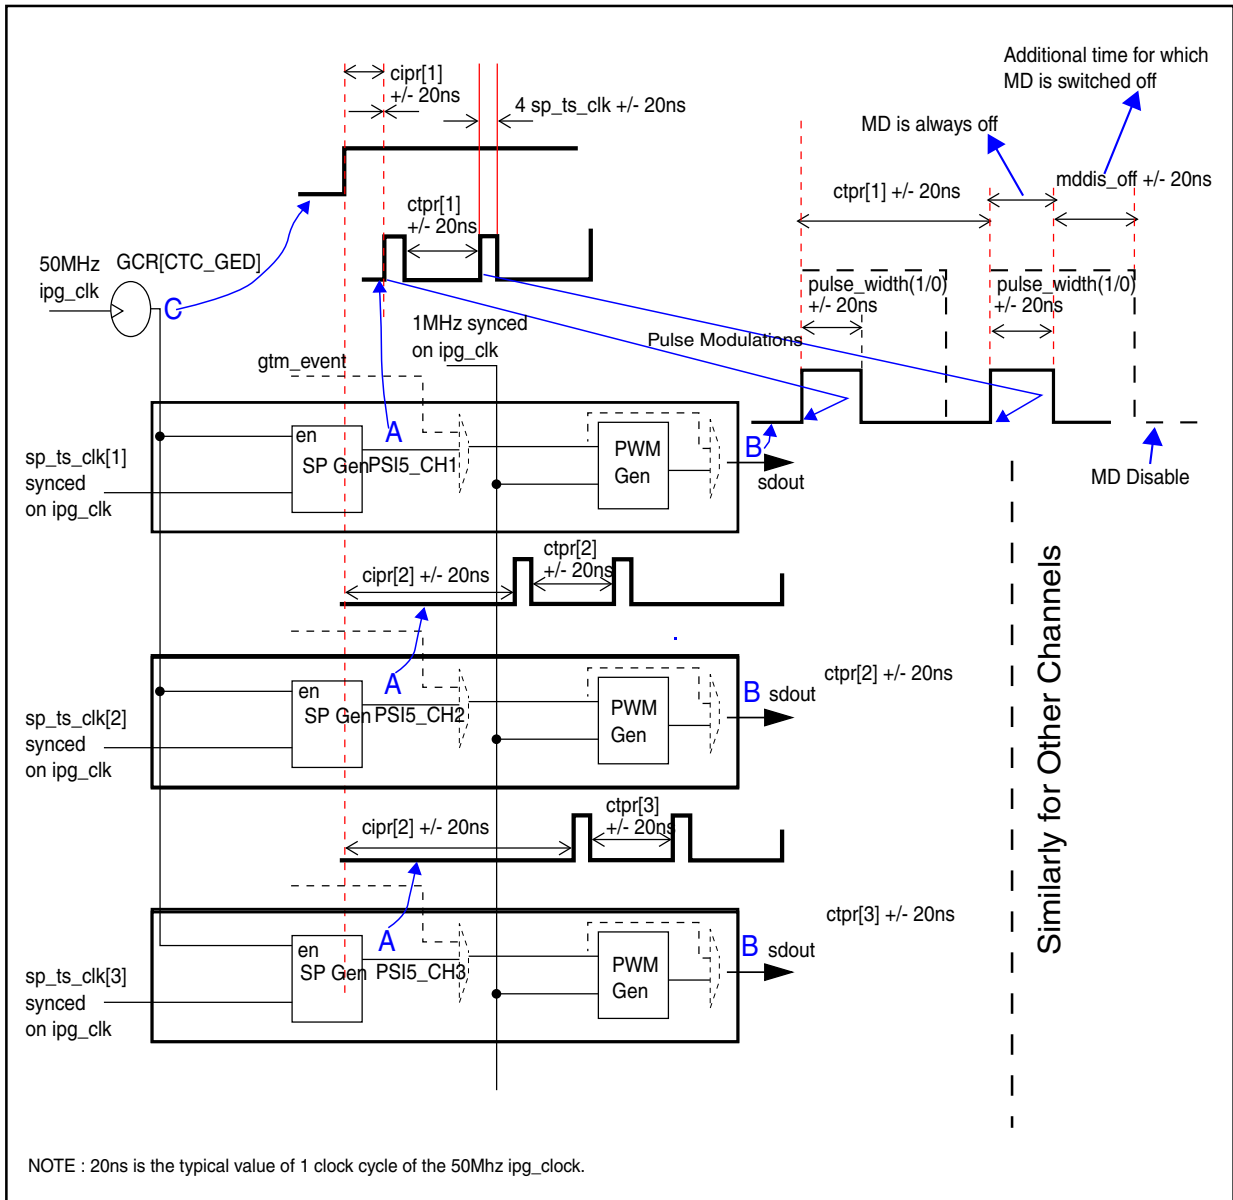 Additional time for which
MD is switched off
cipr[1]
+/- 20ns
4 sp_ts_clk +/- 20ns
MD is always off
ctpr[1] +/- 20ns
mddis_off +/- 20ns
ctpr[1]
+/- 20ns
50MHz
ipg_clk
GCR[CTC_GED]
C
pulse_width(1/0)
+/- 20ns
pulse_width(1/0)
+/- 20ns
1MHz synced
on ipg_clk
Pulse Modulations
gtm_event
en
SP Gen
A
PSI5_CH1
PWM
Gen
B
sdout
MD Disable
sp_ts_clk[1]
synced
on ipg_clk
cipr[2] +/- 20ns
ctpr[2]
+/- 20ns
en
SP Gen
A
PSI5_CH2
PWM
Gen
B
sdout
ctpr[2] +/- 20ns
sp_ts_clk[2]
synced
on ipg_clk
cipr[2] +/- 20ns
ctpr[3]
+/- 20ns
en
SP Gen
A
PSI5_CH3
PWM
Gen
B
sdout
ctpr[3] +/- 20ns
sp_ts_clk[3]
synced
on ipg_clk
Similarly for Other Channels
NOTE : 20ns is the typical value of 1 clock cycle of the 50Mhz ipg_clock.